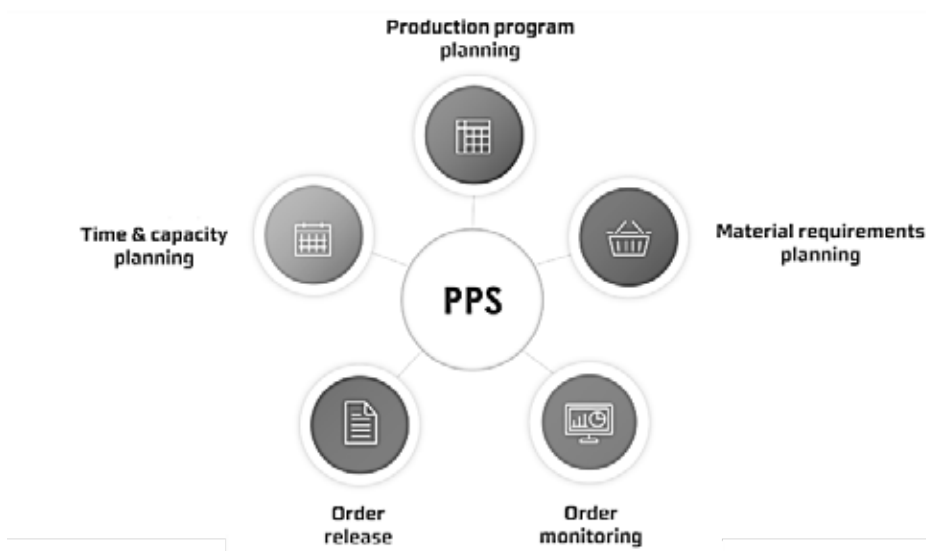 Production program
planning
Time & capacity
planning
Material requirements
planning
PPS
Order
release
Order
monitoring